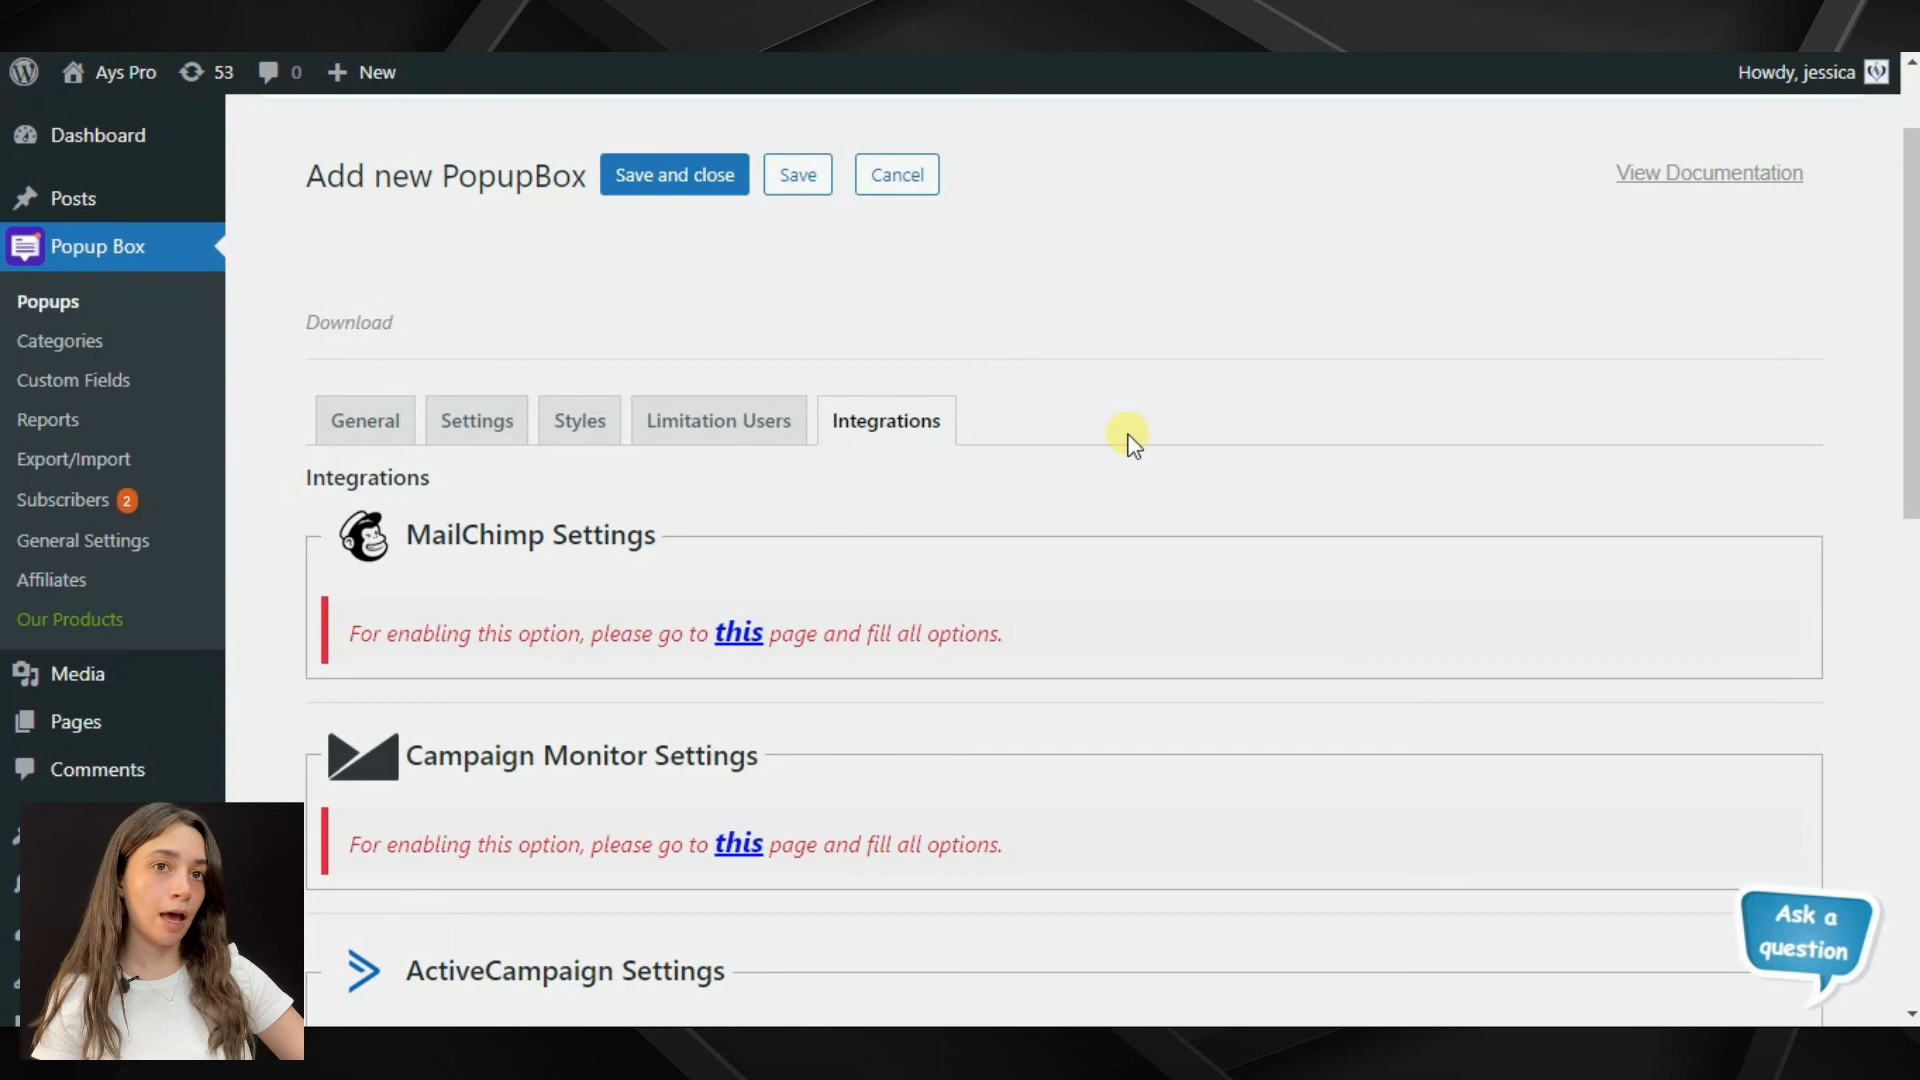 Ays Pro 53 0 New Howdy, jessica
Dashboard
Posts
Popup Box
Popups
Categories
Custom Fields
Reports
Export/Import
Subscribers 2
General Settings
Affiliates
Our Products
Media
Pages
Comments
Add new PopupBox Save and close Save Cancel View Documentation
Download
General Settings Styles Limitation Users Integrations
Integrations
MailChimp Settings
For enabling this option, please go to this page and fill all options.
Campaign Monitor Settings
For enabling this option, please go to this page and fill all options.
ActiveCampaign Settings
Ask a
question